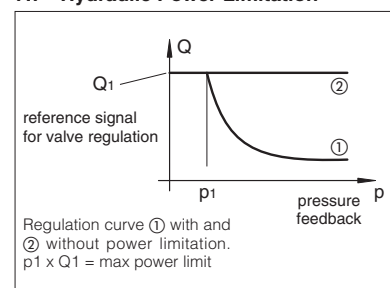 Hydraulic Power Limitation
Q
Q1
②
reference signal
for valve regulation
①
p1
p
pressure
feedback
Regulation curve ① with and
② without power limitation.
p1 x Q1 = max power limit